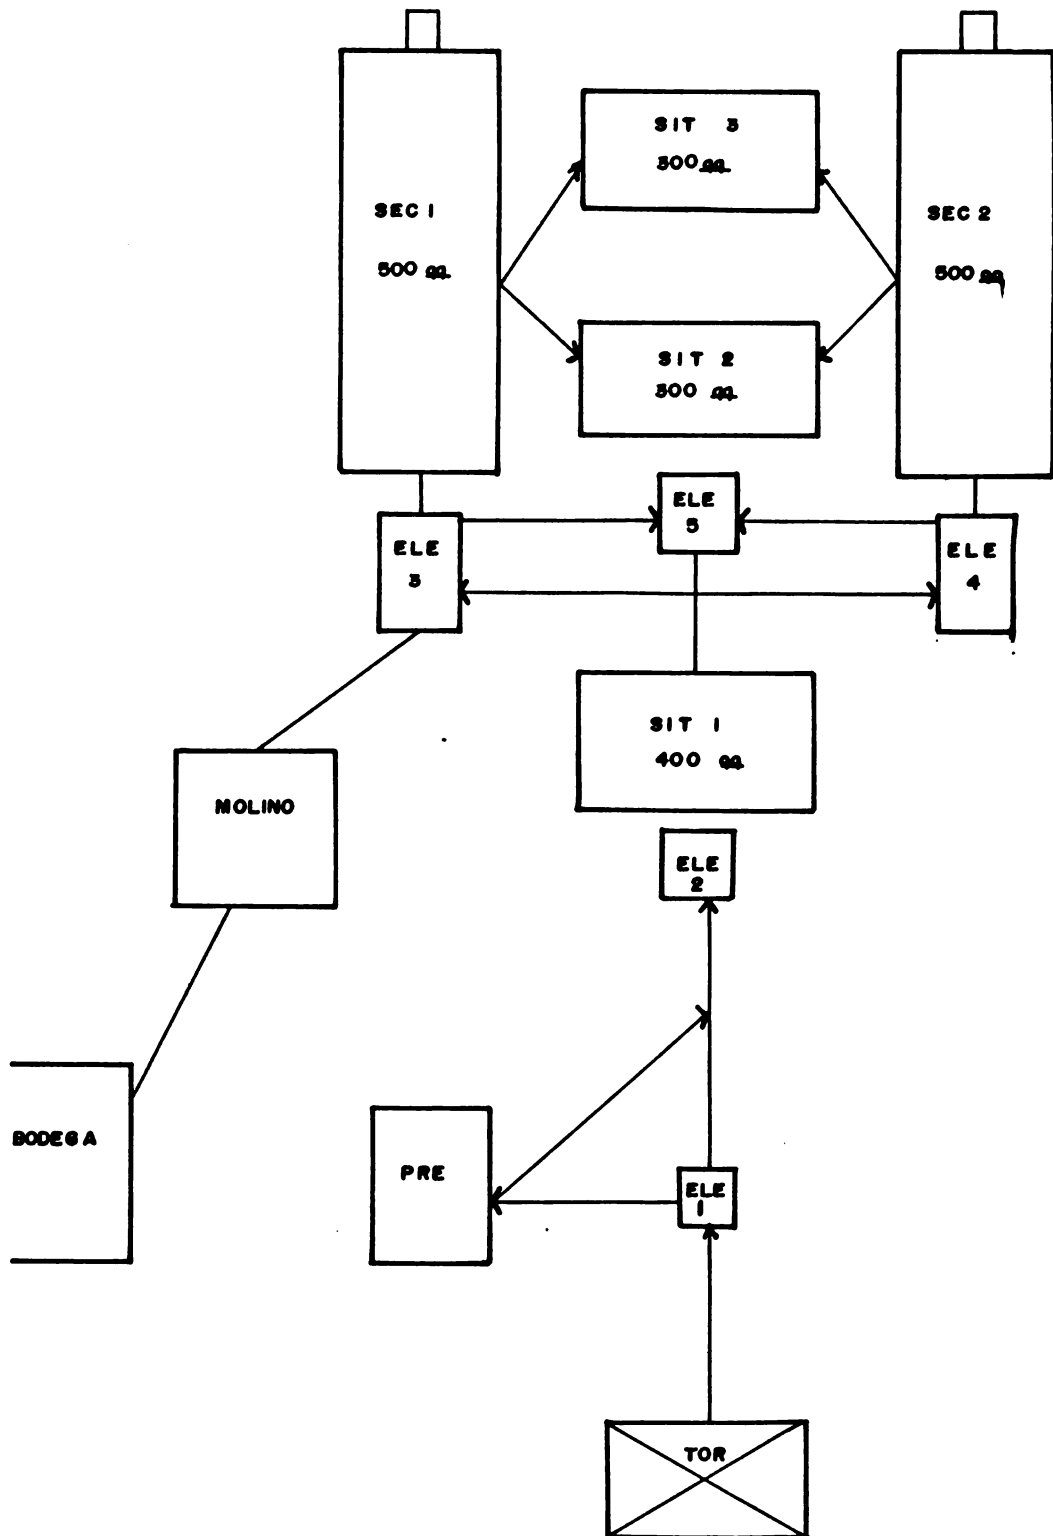 SIT 3
300 qq.
SEC 1
500 qq.
SEC 2
500 qq
SIT 2
300 qq.
ELE
5
ELE
3
ELE
4
SIT 1
400 qq.
MOLINO
ELE
2
BODEGA
PRE
ELE
1
TOR